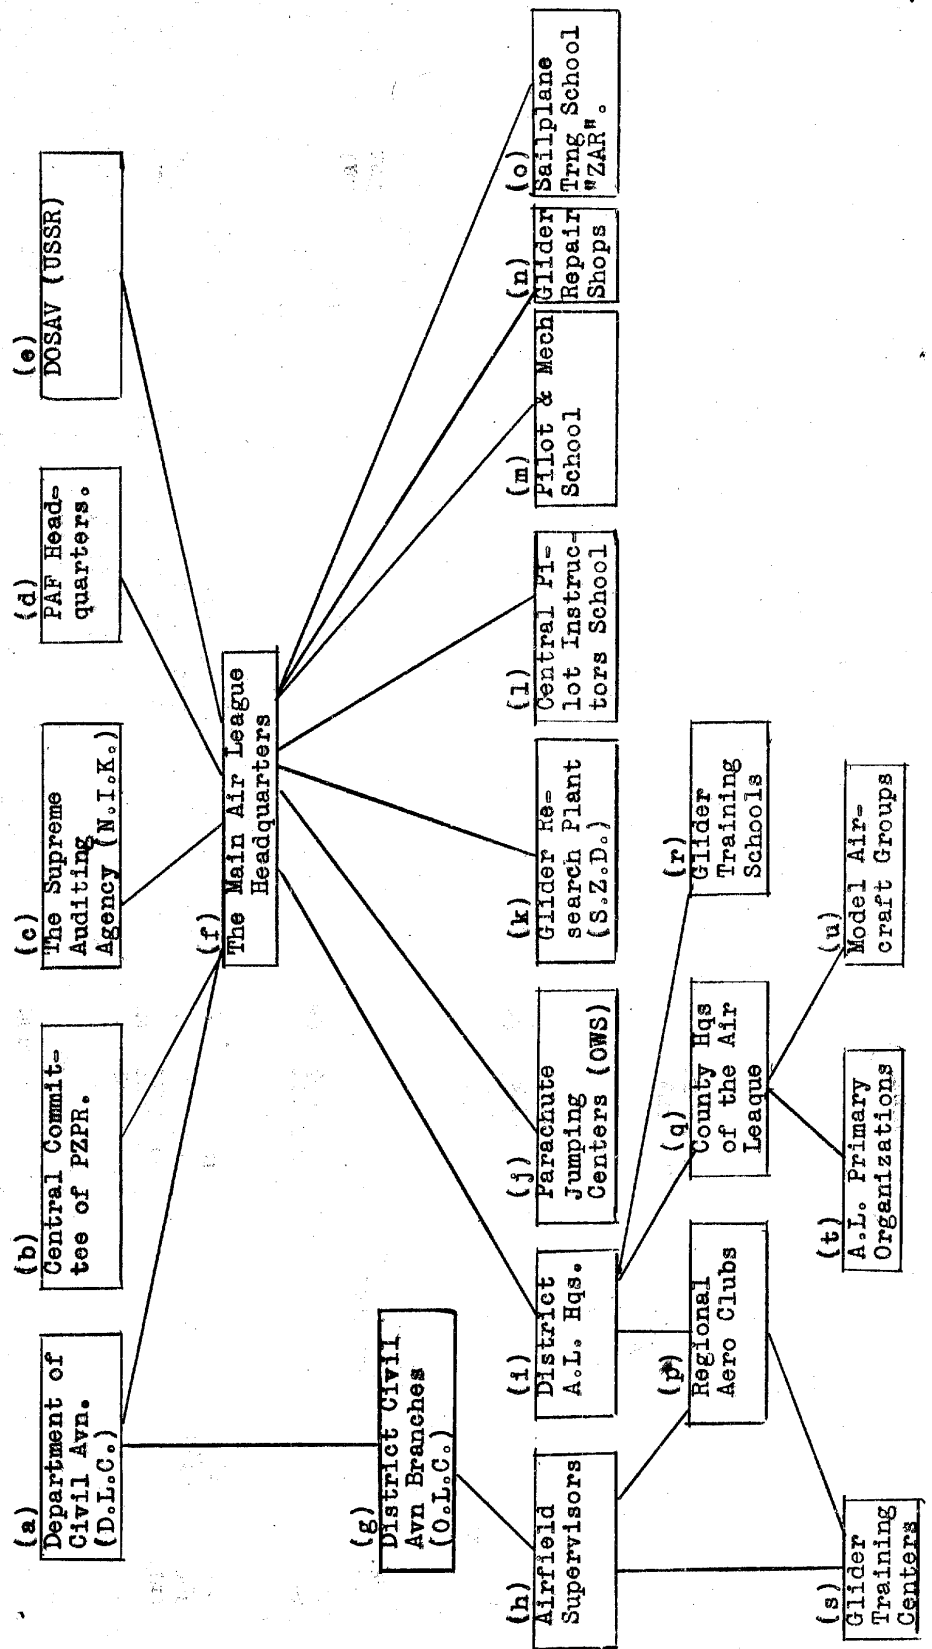 (a)
Department of
Civil Avn.
(D.L.C.)
(b)
Central Commit-
tee of PZPR.
(c)
The Supreme
Auditing
Agency (N.I.K.)
(d)
PAF Head-
quarters.
(e)
DOSAV (USSR)
(f)
The Main Air League
Headquarters
(g)
District Civil
Avn Branches
(O.L.C.)
(h)
Airfield
Supervisors
(i)
District
A.L. Hqs.
(j)
Parachute
Jumping
Centers (OWS)
(k)
Glider Re-
search Plant
(S.Z.D.)
(l)
Central Pi-
lot Instruc-
tors School
(m)
Pilot & Mech
School
(n)
Glider
Repair
Shops
(o)
Sailplane
Trng School
"ZAR".
(p)
Regional
Aero Clubs
(q)
County Hqs
of the Air
Leaque
(r)
Glider
Training
Schools
(s)
Glider
Training
Centers
(t)
A.L. Primary
Organizations
(u)
Model Air-
craft Groups